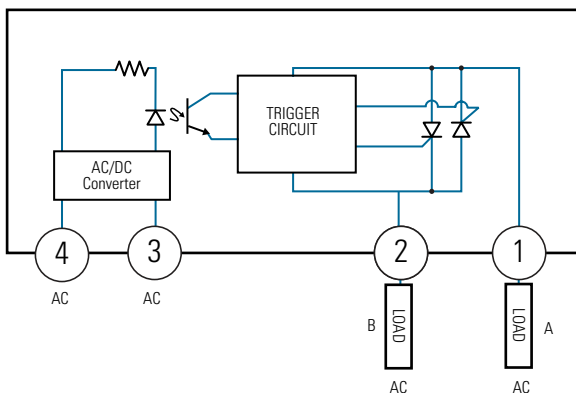 TRIGGER
CIRCUIT
AC/DC
Converter
4
3
2
1
AC
AC
B
LOAD
LOAD
A
AC
AC